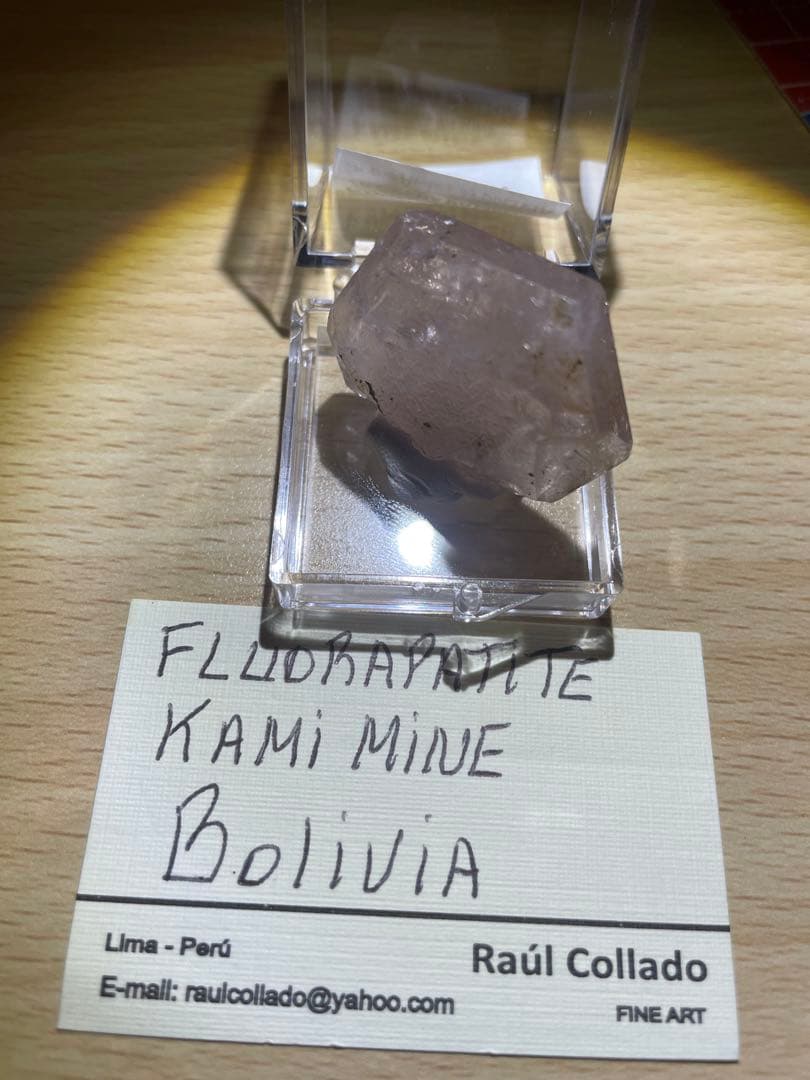 FLUORAPATITE
KAMi MiNE
BoliViA
Lima - Perú
Raúl Collado
E-mail: raulcollado@yahoo.com
FINE ART